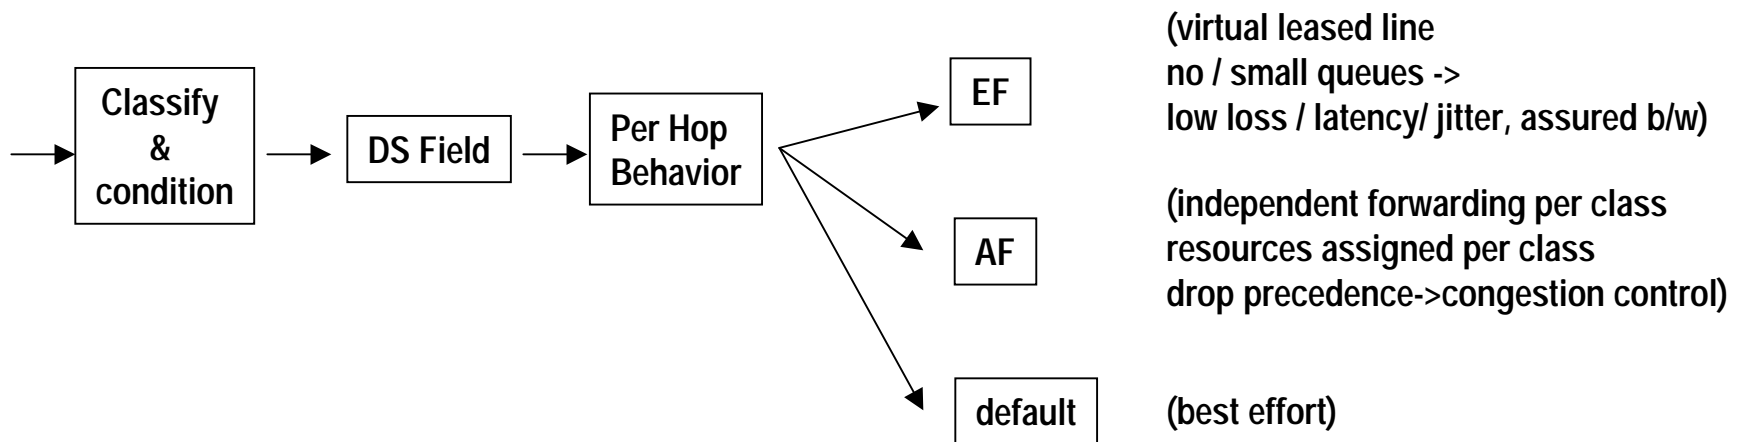 Classify
&
condition
DS Field
Per Hop
Behavior
EF
(virtual leased line
no / small queues ->
low loss / latency/ jitter, assured b/w)
AF
(independent forwarding per class
resources assigned per class
drop precedence->congestion control)
default
(best effort)